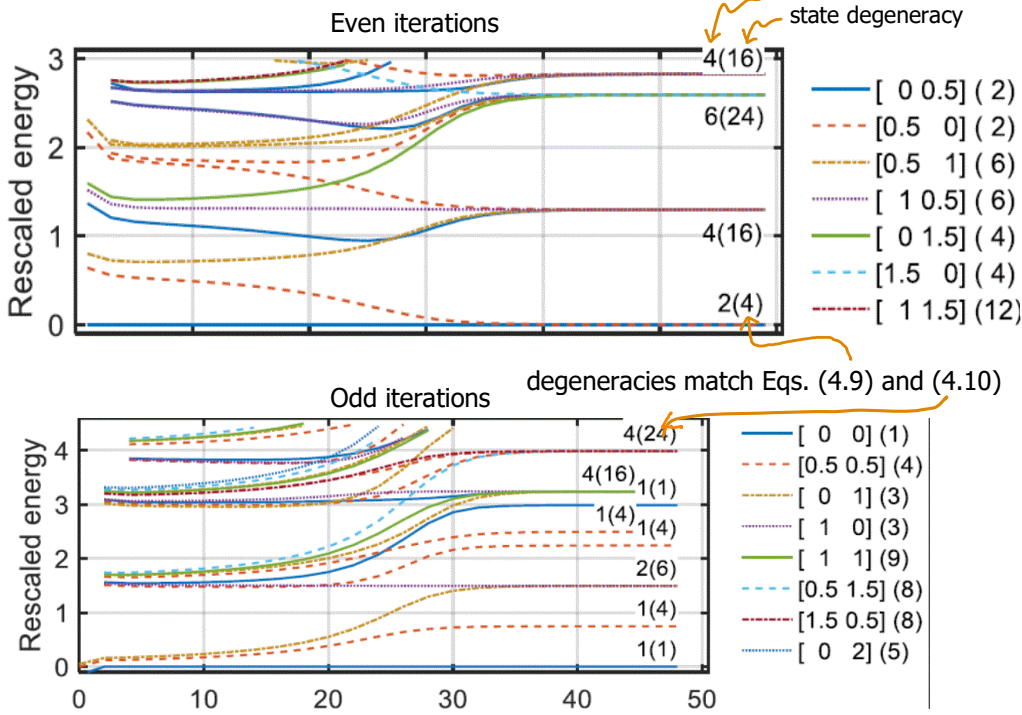 Even iterations
state degeneracy
Rescaled energy
3
2
1
0
4(16)
6(24)
4(16)
2(4)
[ 0 0.5] ( 2)
[0.5 0] ( 2)
[0.5 1] ( 6)
[ 1 0.5] ( 6)
[ 0 1.5] ( 4)
[1.5 0] ( 4)
[ 1 1.5] (12)
degeneracies match Eqs. (4.9) and (4.10)
Odd iterations
Rescaled energy
4
3
2
1
0
4(24)
4(16)
1(1)
1(4)
1(4)
2(6)
1(4)
1(1)
0 10 20 30 40 50
[ 0 0] (1)
[0.5 0.5] (4)
[ 0 1] (3)
[ 1 0] (3)
[ 1 1] (9)
[0.5 1.5] (8)
[1.5 0.5] (8)
[ 0 2] (5)